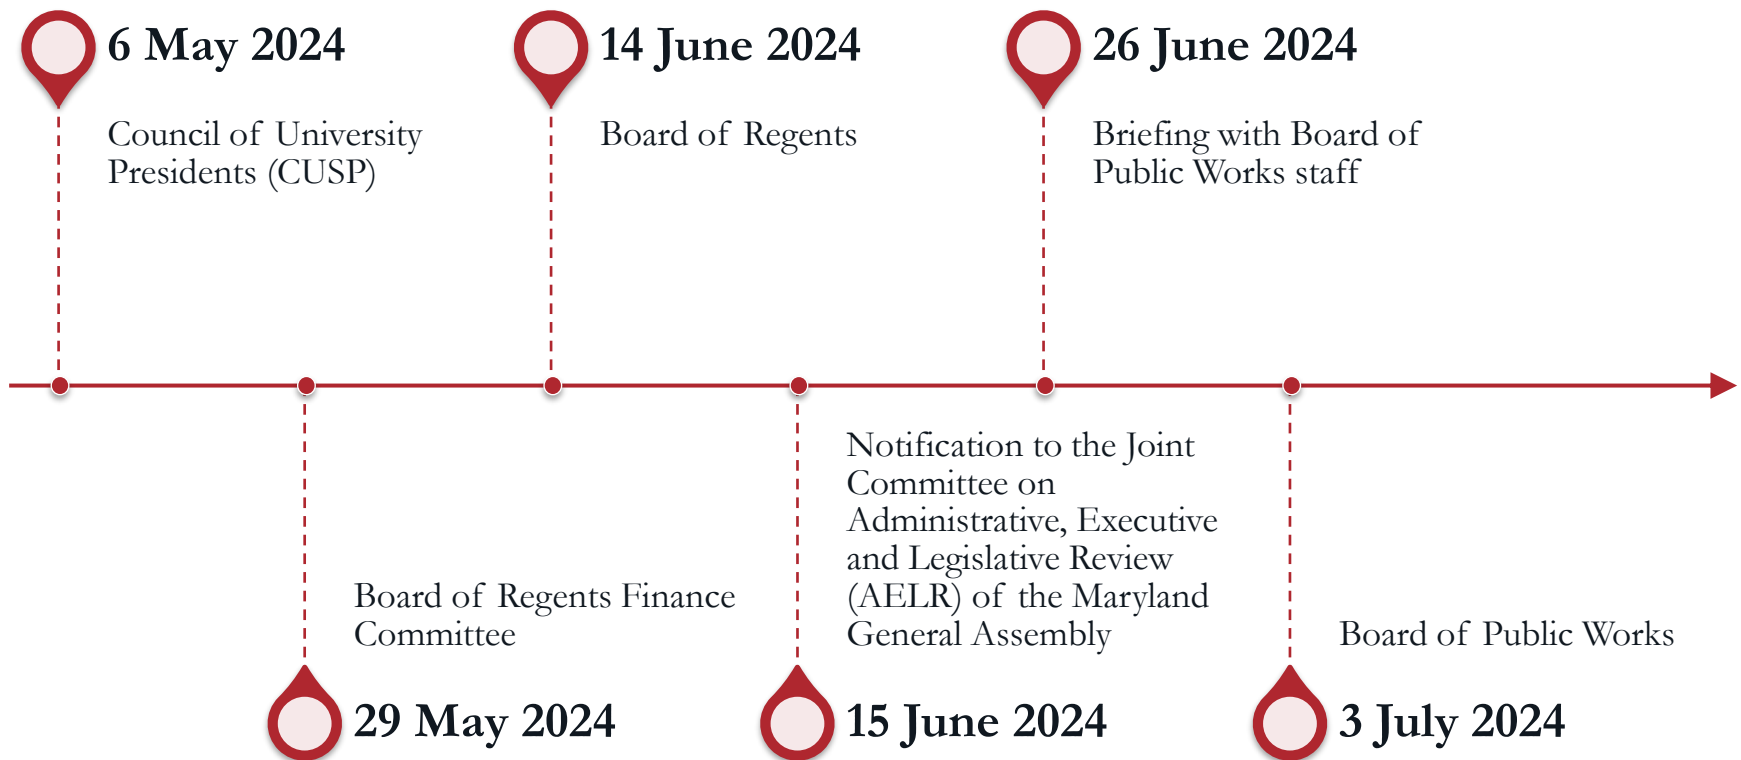 6 May 2024
Council of University
Presidents (CUSP)
14 June 2024
Board of Regents
26 June 2024
Briefing with Board of
Public Works staff
Board of Regents Finance
Committee
29 May 2024
Notification to the Joint
Committee on
Administrative, Executive
and Legislative Review
(AELR) of the Maryland
General Assembly
15 June 2024
Board of Public Works
3 July 2024